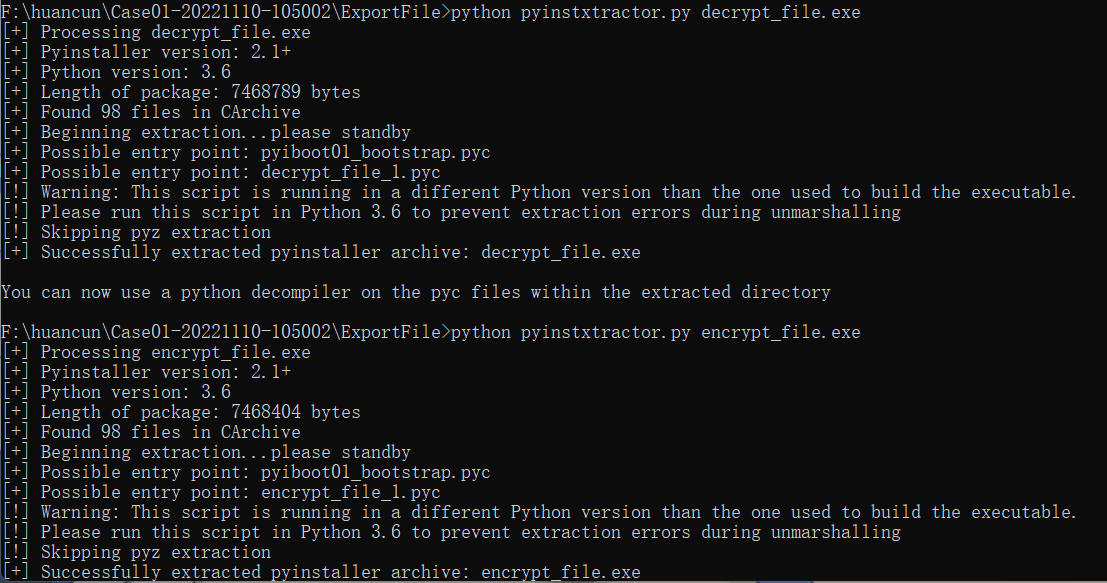 F:\huancun\Case01-20221110-105002\ExportFile>python pyinstxtractor.py decrypt_file.exe
[+] Processing decrypt_file.exe
[+] Pyinstaller version: 2.1+
[+] Python version: 3.6
[+] Length of package: 7468789 bytes
[+] Found 98 files in CArchive
[+] Beginning extraction...please standby
[+] Possible entry point: pyiboot01_bootstrap.pyc
[+] Possible entry point: decrypt_file_1.pyc
[!] Warning: This script is running in a different Python version than the one used to build the executable.
[!] Please run this script in Python 3.6 to prevent extraction errors during unmarshalling
[!] Skipping pyz extraction
[+] Successfully extracted pyinstaller archive: decrypt_file.exe
You can now use a python decompiler on the pyc files within the extracted directory
F:\huancun\Case01-20221110-105002\ExportFile>python pyinstxtractor.py encrypt_file.exe
[+] Processing encrypt_file.exe
[+] Pyinstaller version: 2.1+
[+] Python version: 3.6
[+] Length of package: 7468404 bytes
[+] Found 98 files in CArchive
[+] Beginning extraction...please standby
[+] Possible entry point: pyiboot01_bootstrap.pyc
[+] Possible entry point: encrypt_file_1.pyc
[!] Warning: This script is running in a different Python version than the one used to build the executable.
[!] Please run this script in Python 3.6 to prevent extraction errors during unmarshalling
[!] Skipping pyz extraction
[+] Successfully extracted pyinstaller archive: encrypt_file.exe